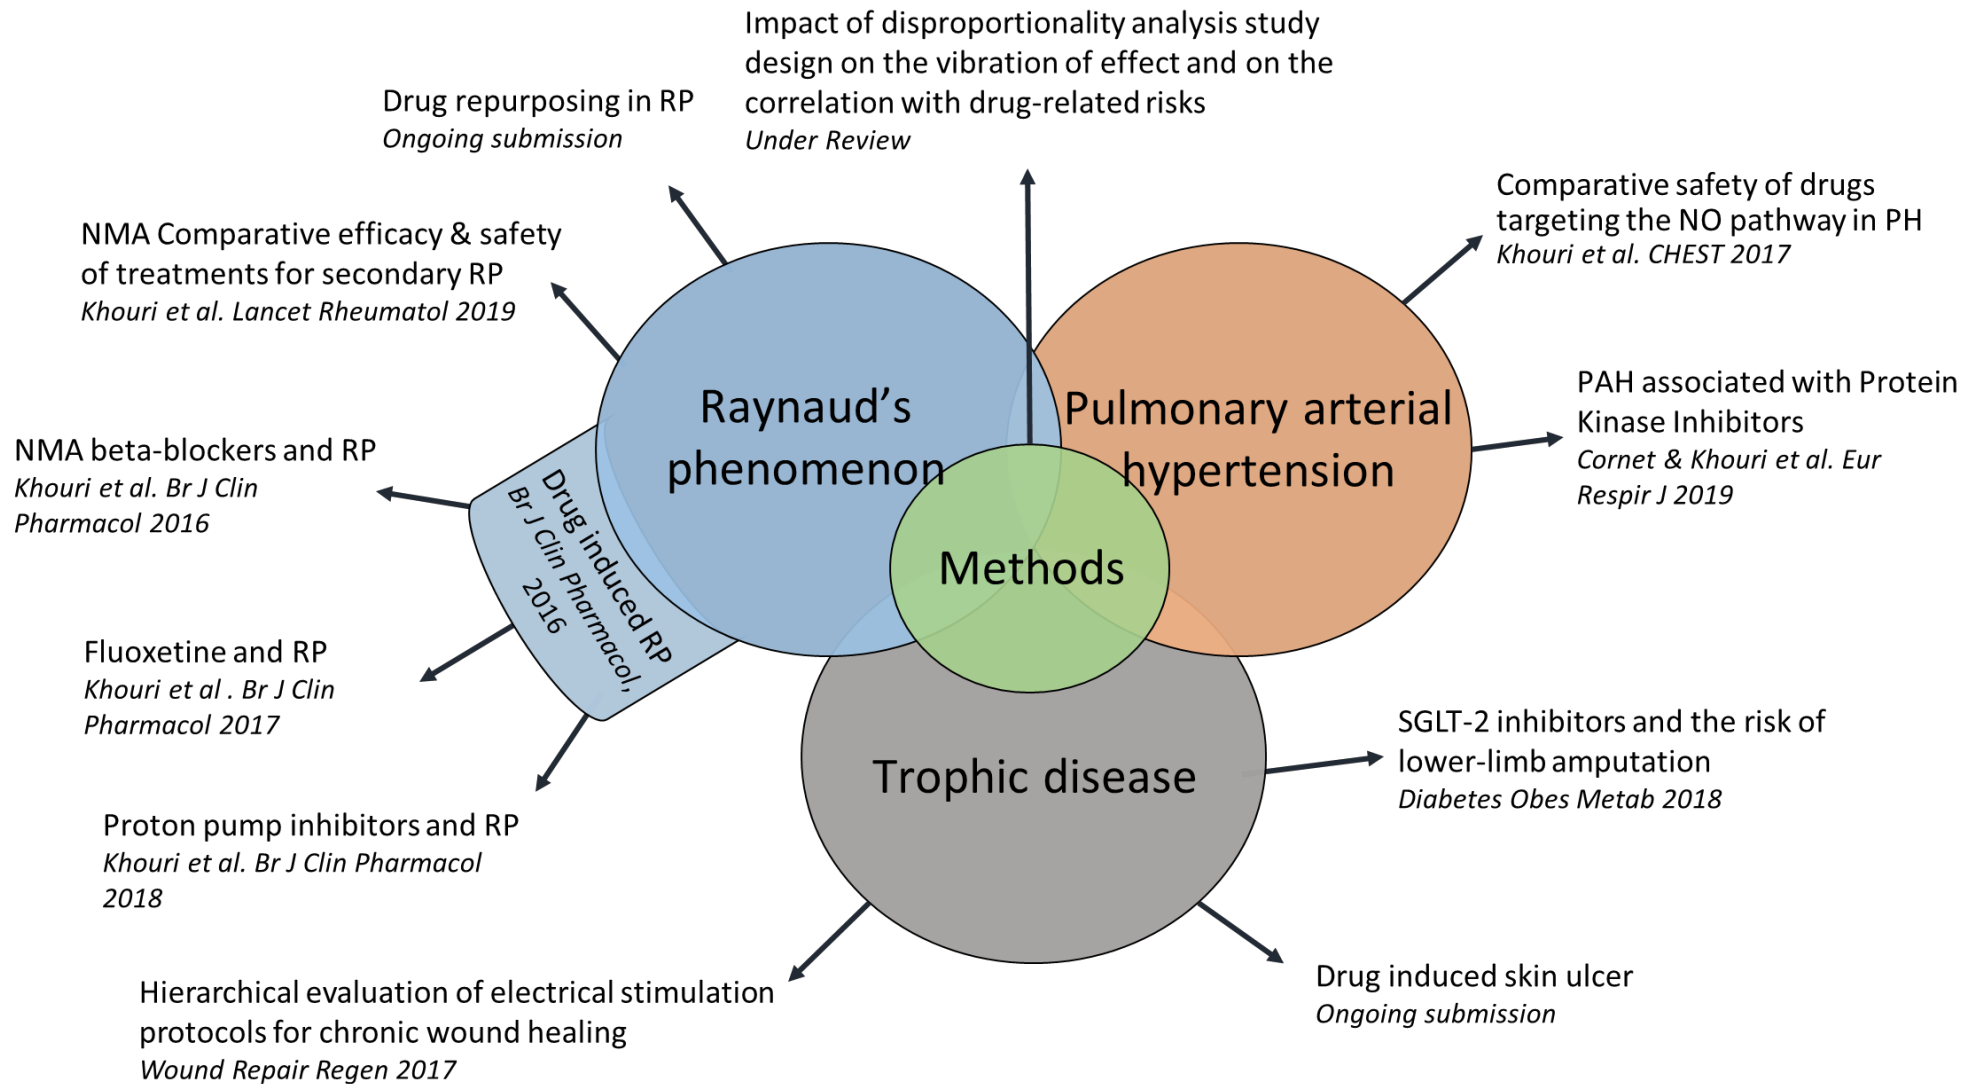 Impact of disproportionality analysis study
design on the vibration of effect and on the
correlation with drug-related risks
Under Review
Drug repurposing in RP
Ongoing submission
NMA Comparative efficacy & safety
of treatments for secondary RP
Khouri et al. Lancet Rheumatol 2019
NMA beta-blockers and RP
Khouri et al. Br J Clin
Pharmacol 2016
Fluoxetine and RP
Khouri et al . Br J Clin
Pharmacol 2017
Proton pump inhibitors and RP
Khouri et al. Br J Clin Pharmacol
2018
Hierarchical evaluation of electrical stimulation
protocols for chronic wound healing
Wound Repair Regen 2017
Drug induced RP
Br J Clin Pharmacol,
2016
Raynaud’s
phenomenon
Pulmonary arterial
hypertension
Methods
Trophic disease
Comparative safety of drugs
targeting the NO pathway in PH
Khouri et al. CHEST 2017
PAH associated with Protein
Kinase Inhibitors
Cornet & Khouri et al. Eur
Respir J 2019
SGLT-2 inhibitors and the risk of
lower-limb amputation
Diabetes Obes Metab 2018
Drug induced skin ulcer
Ongoing submission